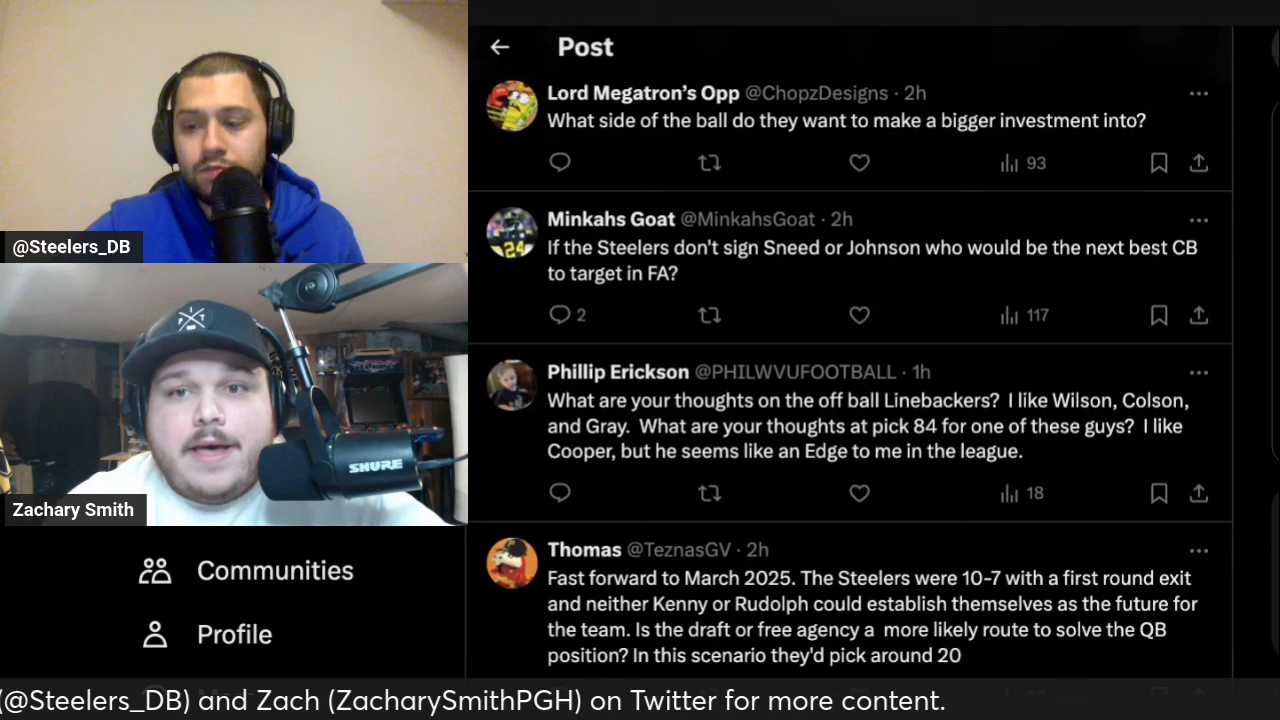 @Steelers_DB
PIT
SHURE
Zachary Smith
Communities
Profile
Post
Lord Megatron’s Opp @ChopzDesigns · 2h
What side of the ball do they want to make a bigger investment into?
93
Minkahs Goat @MinkahsGoat · 2h
If the Steelers don't sign Sneed or Johnson who would be the next best CB
to target in FA?
2
117
24
Phillip Erickson @PHILWVUFOOTBALL · 1h
What are your thoughts on the off ball Linebackers?  I like Wilson, Colson,
and Gray.  What are your thoughts at pick 84 for one of these guys?  I like
Cooper, but he seems like an Edge to me in the league.
18
Thomas @TeznasGV · 2h
Fast forward to March 2025. The Steelers were 10-7 with a first round exit
and neither Kenny or Rudolph could establish themselves as the future for
the team. Is the draft or free agency a  more likely route to solve the QB
position? In this scenario they'd pick around 20
(@Steelers_DB) and Zach (ZacharySmithPGH) on Twitter for more content.